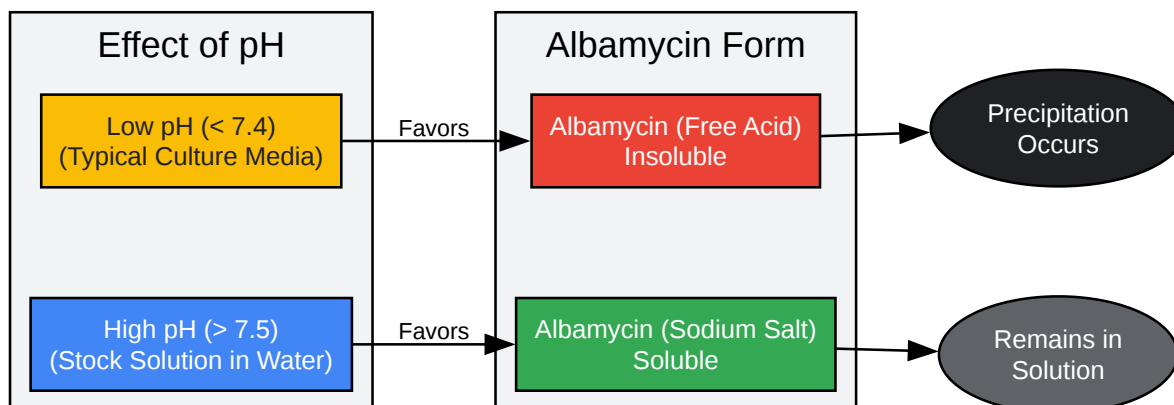 Effect of pH
Albamycin Form
Low pH (< 7.4)
(Typical Culture Media)
Favors
Albamycin (Free Acid)
Insoluble
Precipitation
Occurs
High pH (> 7.5)
(Stock Solution in Water)
Favors
Albamycin (Sodium Salt)
Soluble
Remains in
Solution